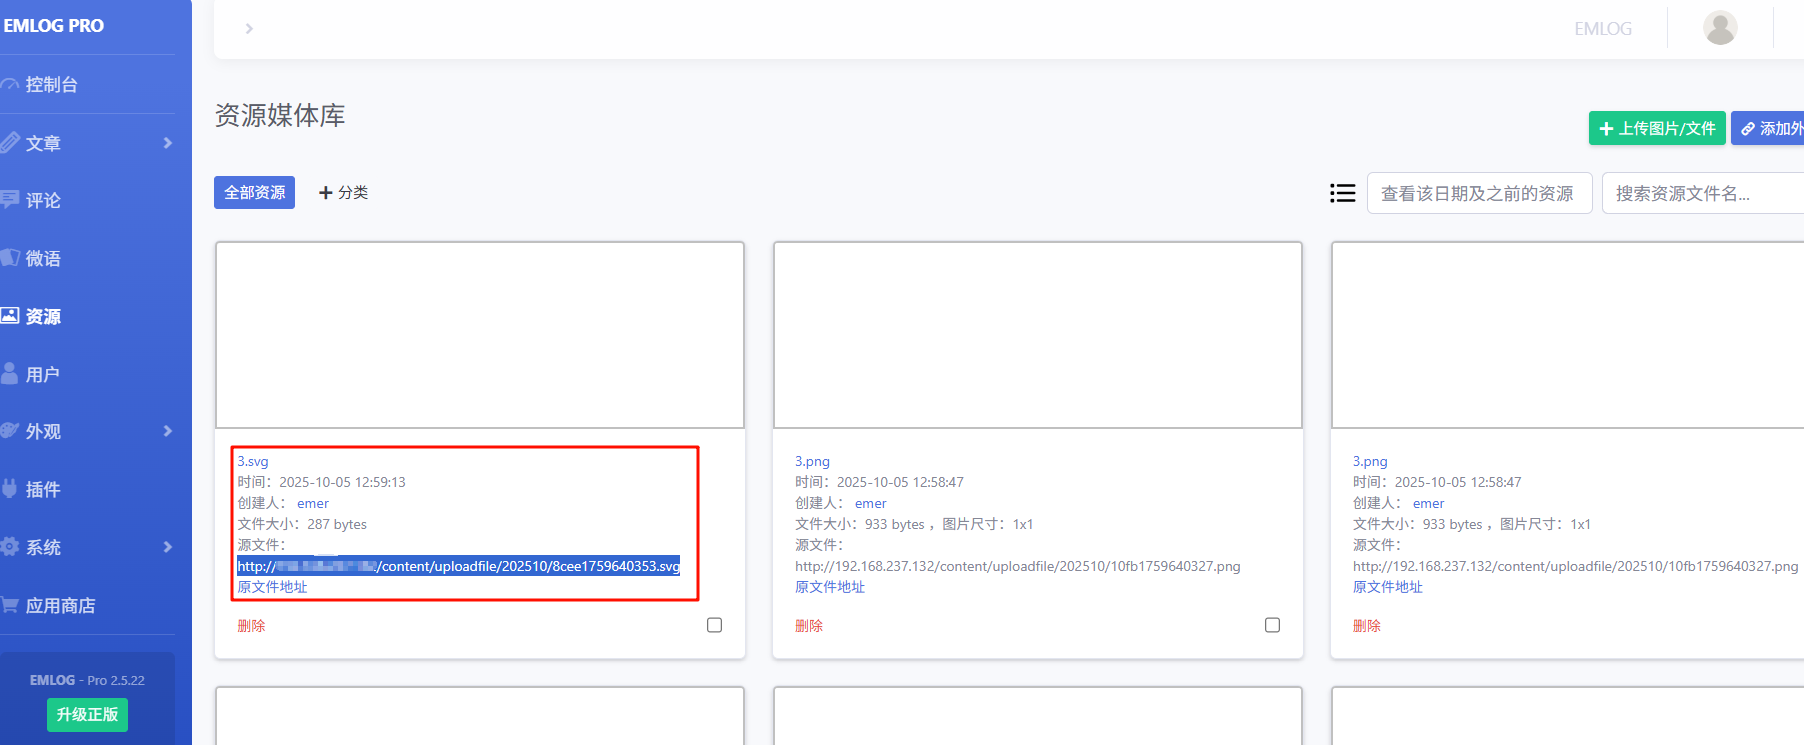 EMLOG PRO
EMLOG
控制台
文章
评论
微语
资源
用户
外观
插件
系统
应用商店
EMLOG - Pro 2.5.22
升级正版
资源媒体库
上传图片/文件
添加外
全部资源
分类
查看该日期及之前的资源
搜索资源文件名...
3.svg
时间：2025-10-05 12:59:13
创建人： emer
文件大小：287 bytes
源文件：
http:// /content/uploadfile/202510/8cee1759640353.svg
原文件地址
删除
3.png
时间：2025-10-05 12:58:47
创建人： emer
文件大小：933 bytes ，图片尺寸：1x1
源文件：
http://192.168.237.132/content/uploadfile/202510/10fb1759640327.png
原文件地址
删除
3.png
时间：2025-10-05 12:58:47
创建人： emer
文件大小：933 bytes ，图片尺寸：1x1
源文件：
http://192.168.237.132/content/uploadfile/202510/10fb1759640327.png
原文件地址
删除